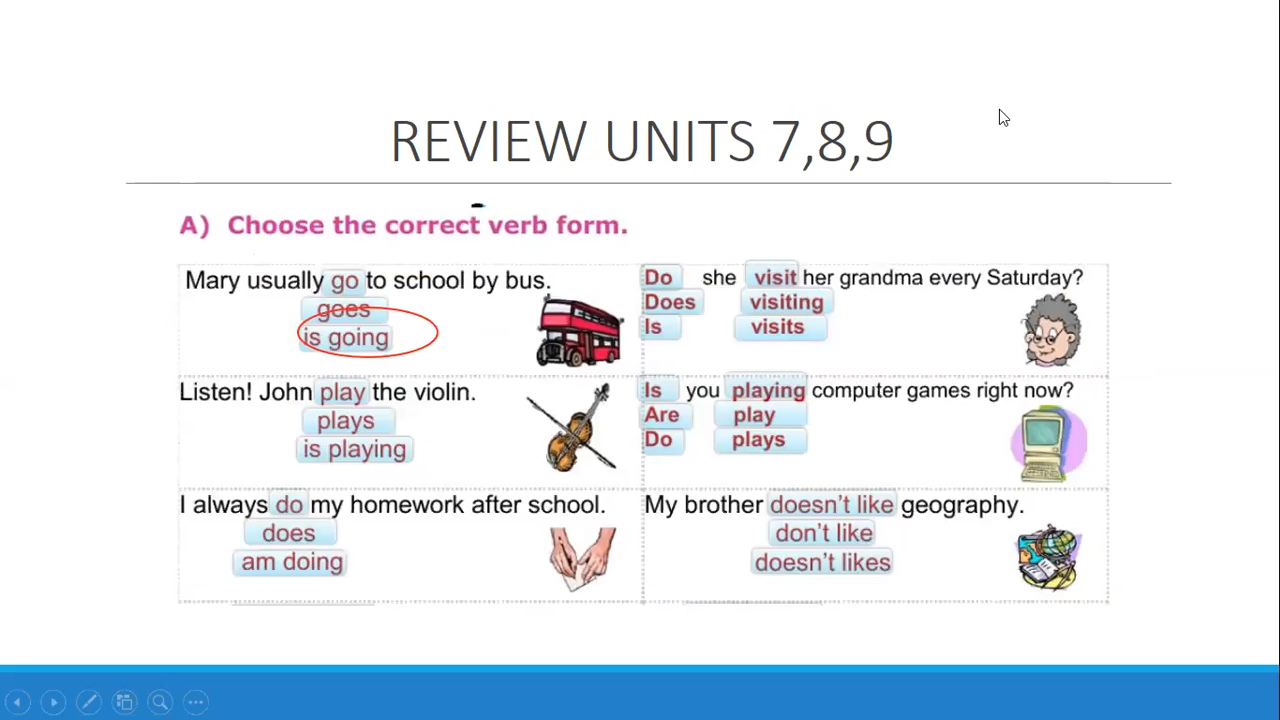 REVIEW UNITS 7,8,9
A) Choose the correct verb form.
Mary usually go to school by bus.
goes
is going
Listen! John play the violin.
plays
is playing
I always do my homework after school.
does
am doing
Do she visit her grandma every Saturday?
Does visiting
Is visits
Is you playing computer games right now?
Are play
Do plays
My brother doesn't like geography.
don't like
doesn't likes